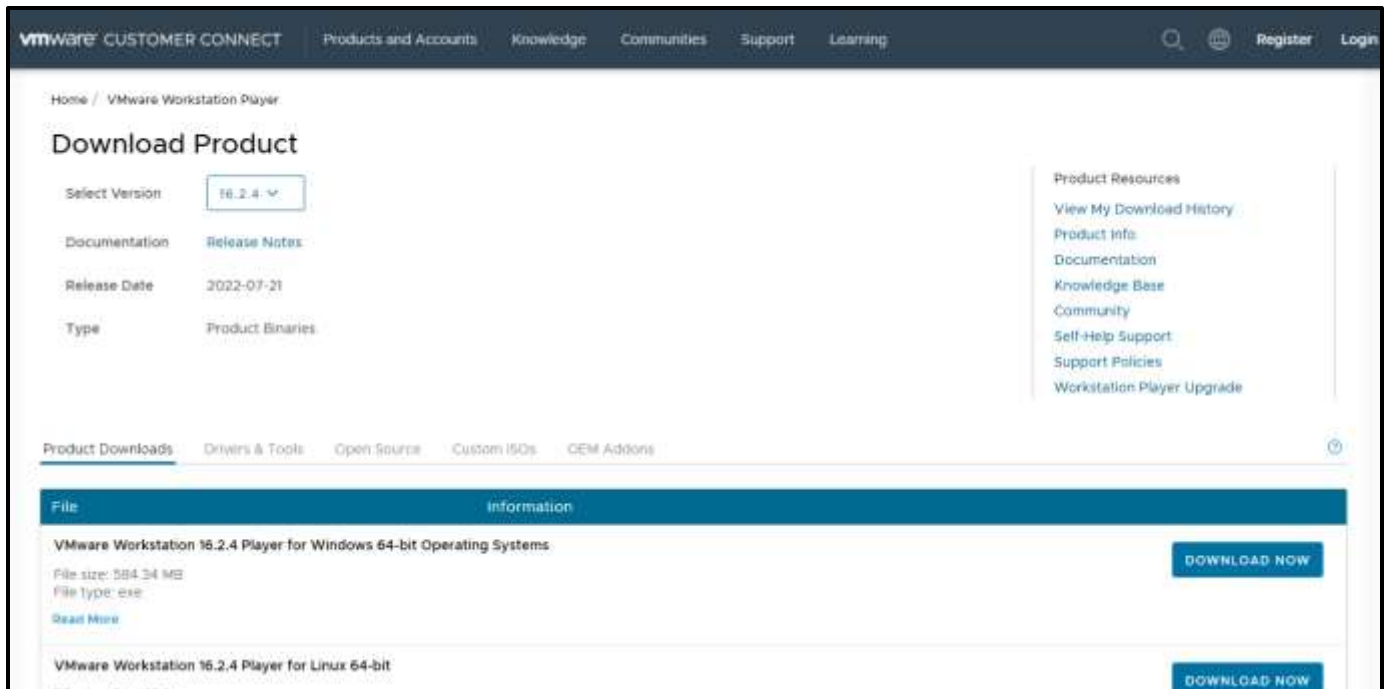 vmware® CUSTOMER CONNECT Products and Accounts Knowledge Communities Support Learning Register Login
Home / VMware Workstation Player
Download Product
Select Version 16.2.4
Documentation Release Notes
Release Date 2022-07-21
Type Product Binaries
Product Resources
View My Download History
Product Info
Documentation
Knowledge Base
Community
Self-Help Support
Support Policies
Workstation Player Upgrade
Product Downloads Drivers & Tools Open Source Custom ISOs OEM Addons
File Information
VMware Workstation 16.2.4 Player for Windows 64-bit Operating Systems
DOWNLOAD NOW
File size: 584.34 MB
File type: exe
Read More
VMware Workstation 16.2.4 Player for Linux 64-bit
DOWNLOAD NOW